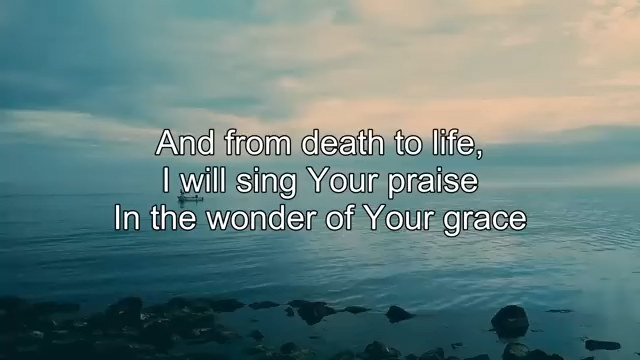 And from death to life,
I will sing Your praise
In the wonder of Your grace